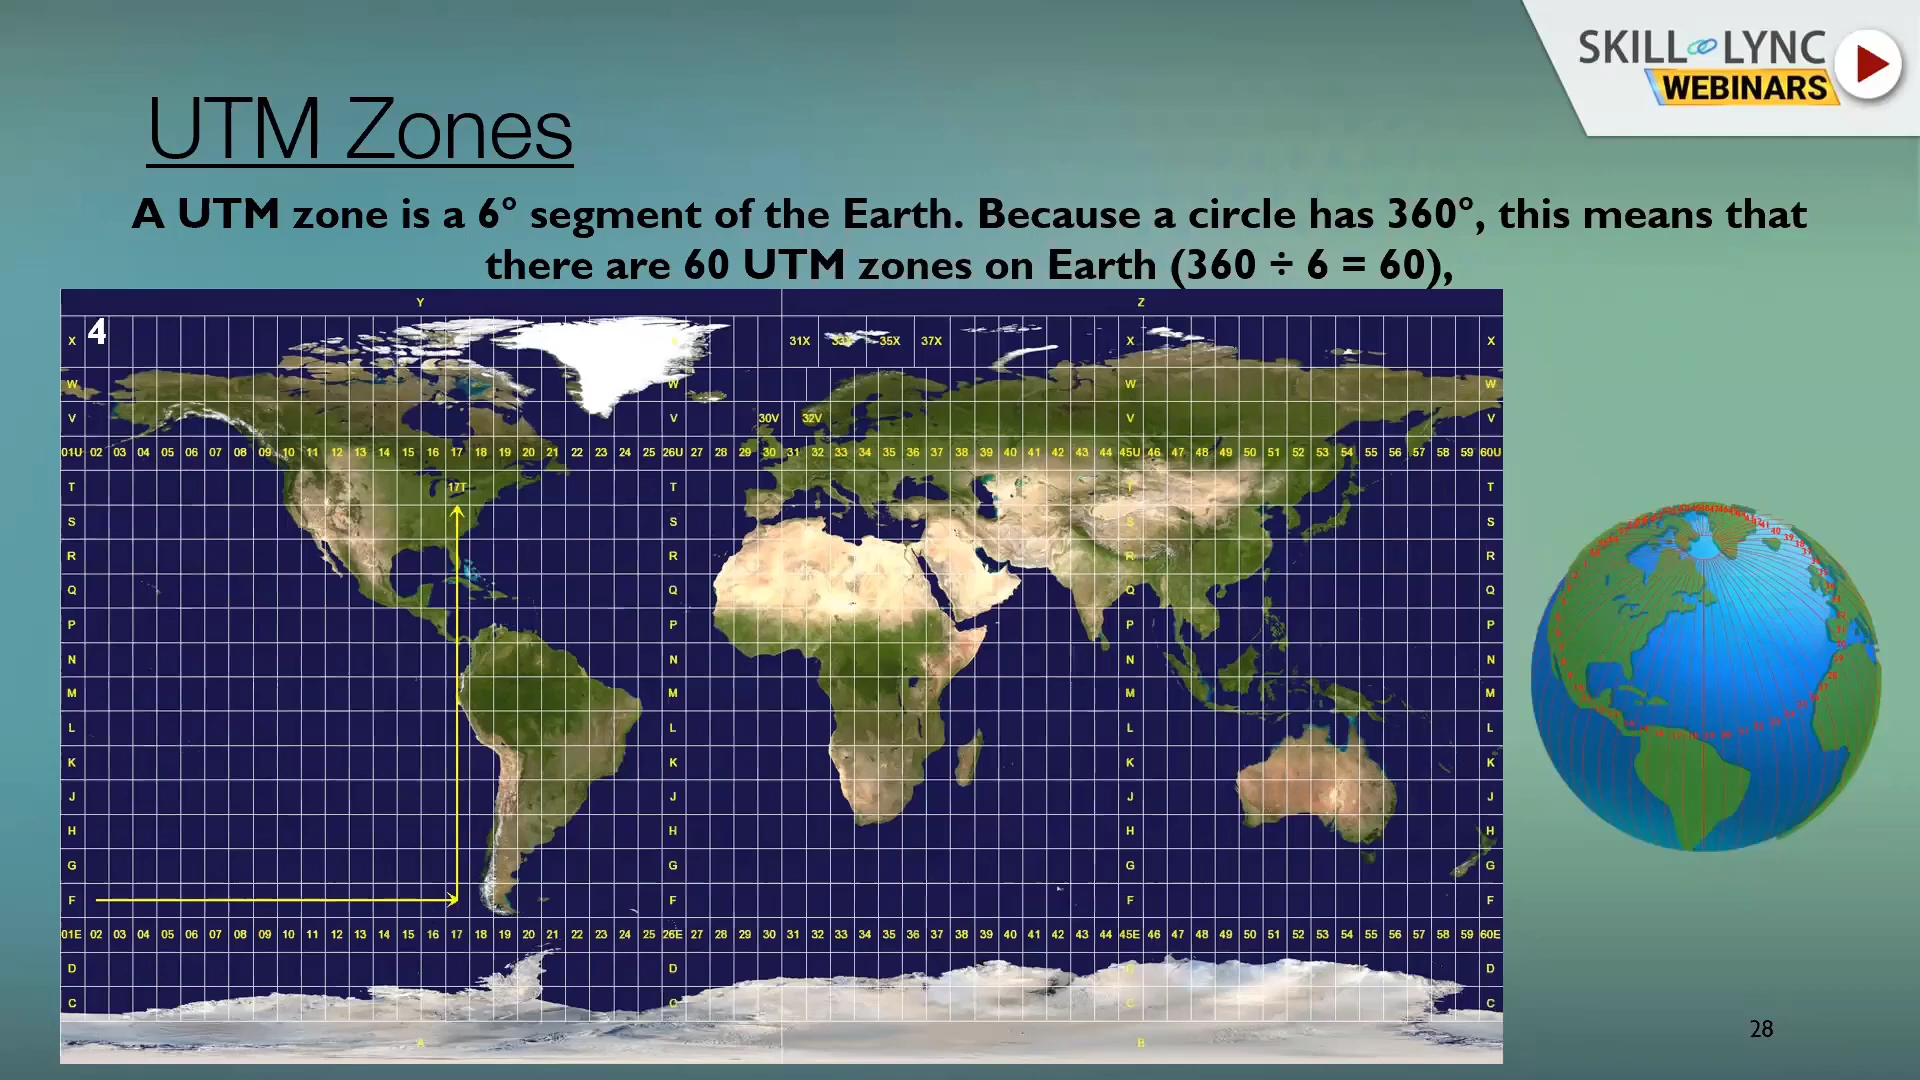 SKILL LYNC
WEBINARS
UTM Zones
A UTM zone is a 6° segment of the Earth. Because a circle has 360°, this means that
there are 60 UTM zones on Earth (360 ÷ 6 = 60),
Y Z
4
X 31X 35X 37X X X
W W W W
V V 30V 32V V V
01U 02 03 04 05 06 07 08 09 10 11 12 13 14 15 16 17 18 19 20 21 22 23 24 25 26U 27 28 29 30 31 32 33 34 35 36 37 38 39 40 41 42 43 44 45U 46 47 48 49 50 51 52 53 54 55 56 57 58 59 60U
T 17T T T T
S S S S
R R R R
Q Q Q Q
P P P P
N N N N
M M M M
L L L L
K K K K
J J J J
H H H H
G G G G
F F F F
01E 02 03 04 05 06 07 08 09 10 11 12 13 14 15 16 17 18 19 20 21 22 23 24 25 26E 27 28 29 30 31 32 33 34 35 36 37 38 39 40 41 42 43 44 45E 46 47 48 49 50 51 52 53 54 55 56 57 58 59 60E
D D D D
C C C C
A B
28